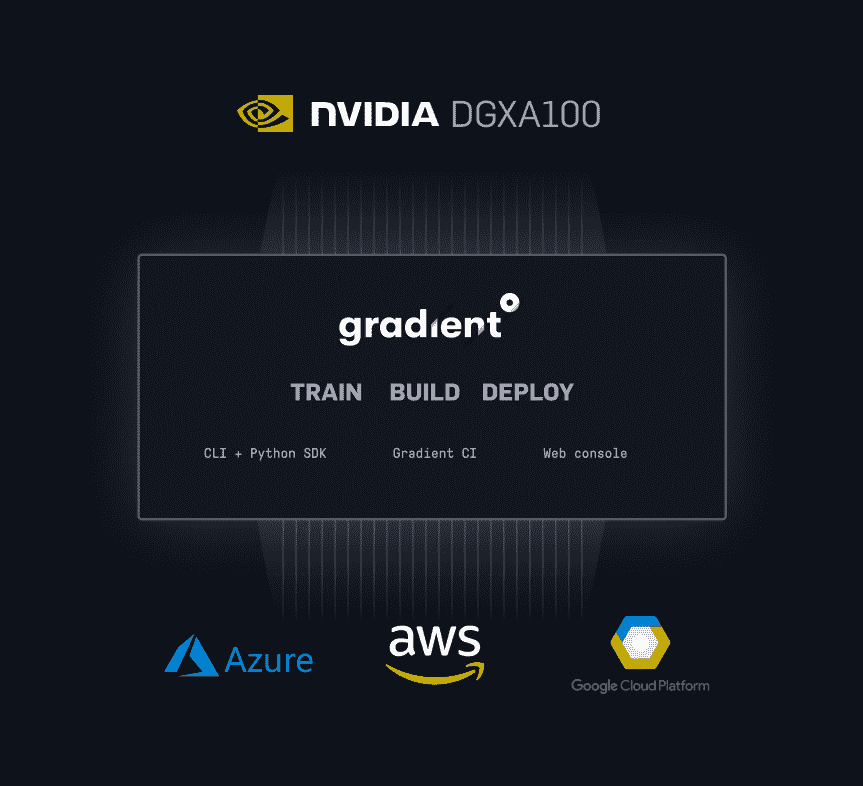 NVIDIA DGXA100
gradient
TRAIN BUILD DEPLOY
CLI + Python SDK Gradient CI Web console
Azure aws Google Cloud Platform